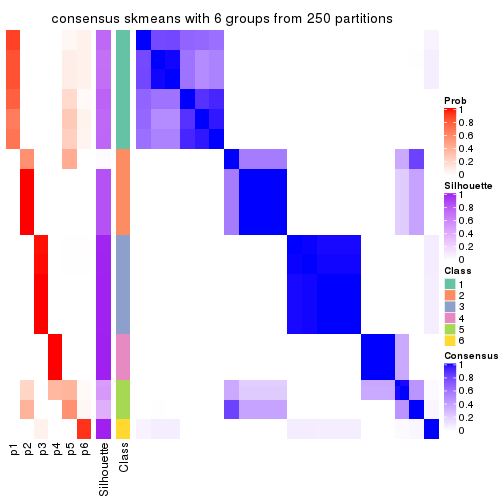 consensus skmeans with 6 groups from 250 partitions
Prob
1
0.8
0.6
0.4
0.2
0
Silhouette
1
0.8
0.6
0.4
0.2
0
Class
1
2
3
4
5
6
Consensus
1
0.8
0.6
0.4
0.2
0
p1
p2
p3
p4
p5
p6
Silhouette
Class